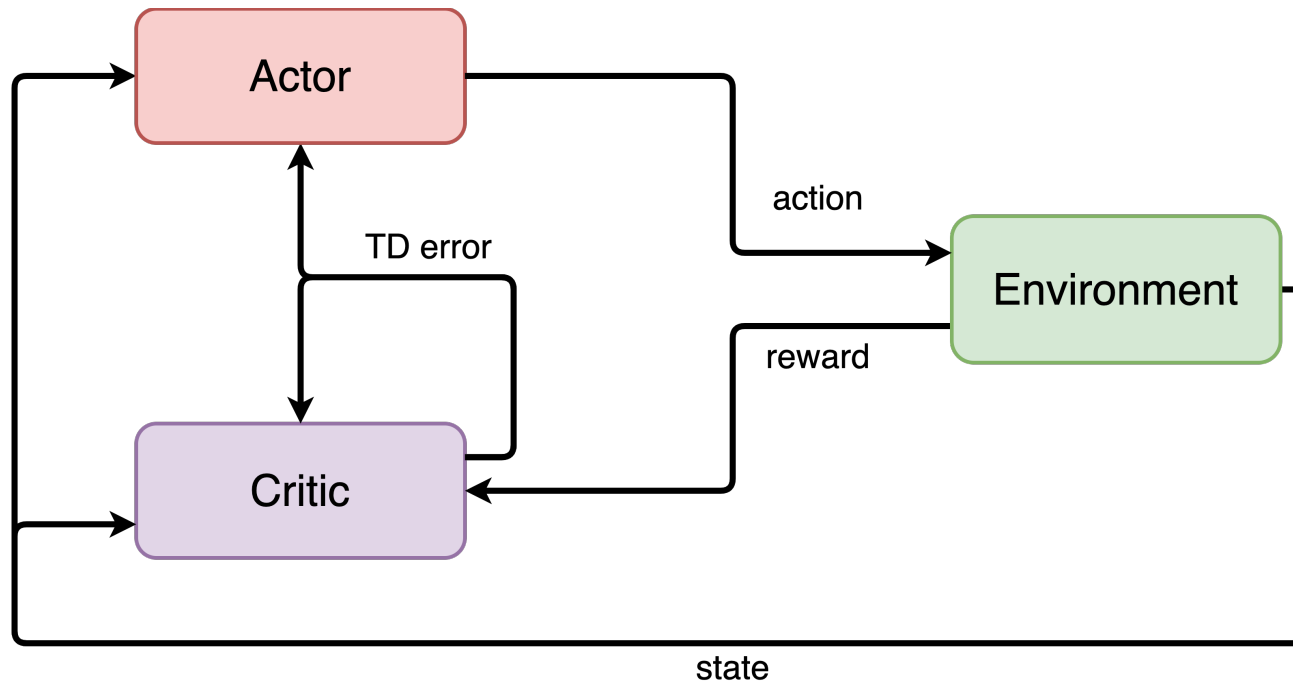 Actor
action
TD error
Environment
reward
Critic
state